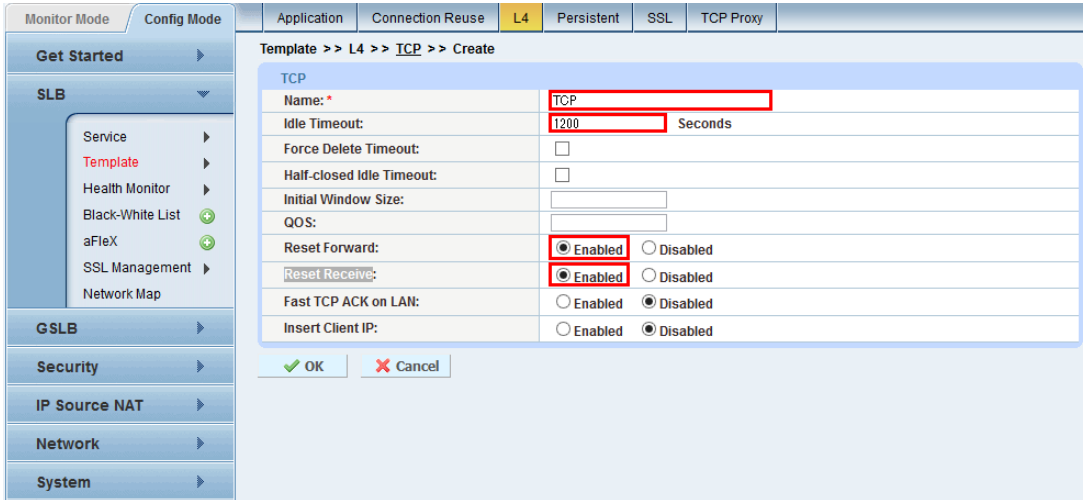 Monitor Mode Config Mode
Application Connection Reuse L4 Persistent SSL TCP Proxy
Get Started
SLB
Service
Template
Health Monitor
Black-White List
aFleX
SSL Management
Network Map
GSLB
Security
IP Source NAT
Network
System
Template >> L4 >> TCP >> Create
TCP
Name: * TCP
Idle Timeout: 1200 Seconds
Force Delete Timeout:
Half-closed Idle Timeout:
Initial Window Size:
QOS:
Reset Forward: Enabled Disabled
Reset Receive: Enabled Disabled
Fast TCP ACK on LAN: Enabled Disabled
Insert Client IP: Enabled Disabled
OK Cancel